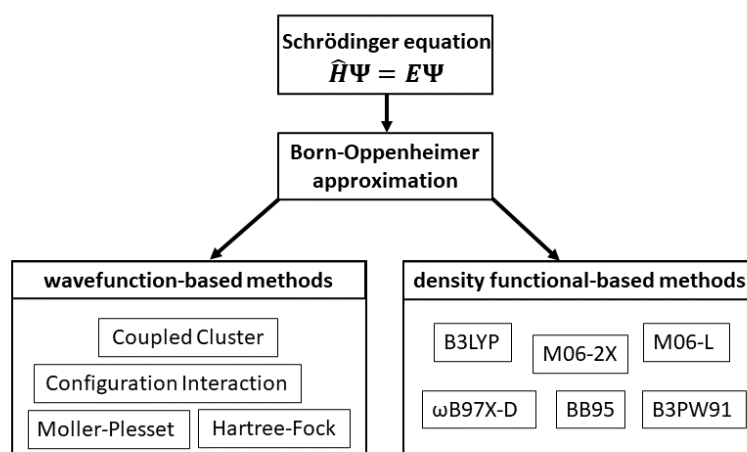 Schrödinger equation
ĤΨ = EΨ
Born-Oppenheimer
approximation
wavefunction-based methods
Coupled Cluster
Configuration Interaction
Moller-Plesset
Hartree-Fock
density functional-based methods
B3LYP
M06-2X
M06-L
ωB97X-D
BB95
B3PW91